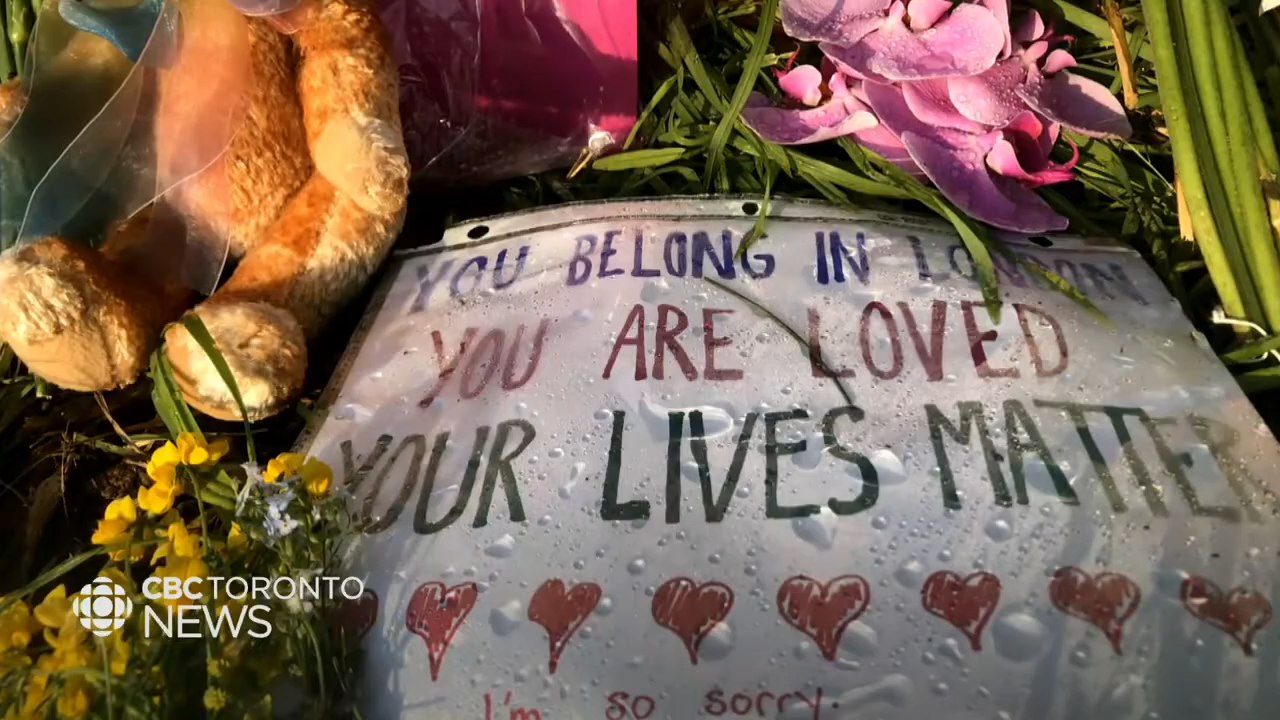 YOU BELONG IN LONDON
YOU ARE LOVED
YOUR LIVES MATTER
I'm so sorry.
CBC TORONTO
NEWS